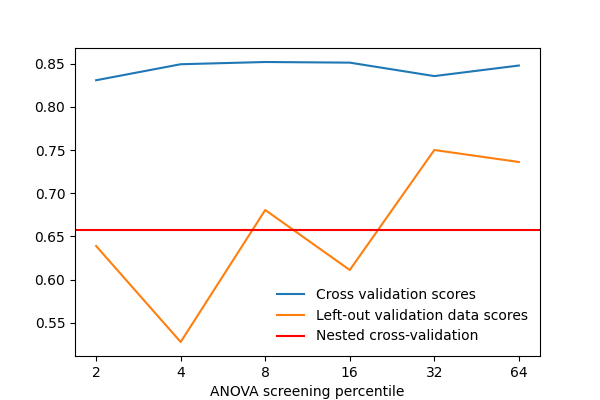 0.85
0.80
0.75
0.70
0.65
0.60
0.55
Cross validation scores
Left-out validation data scores
Nested cross-validation
2 4 8 16 32 64
ANOVA screening percentile